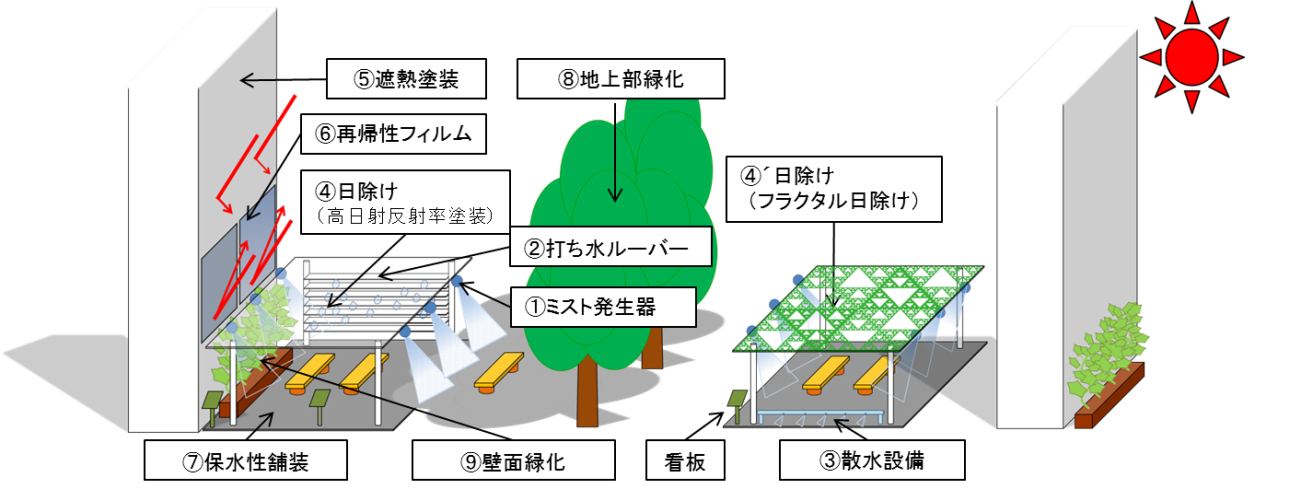 ⑤遮熱塗装
⑧地上部緑化
⑥再帰性フィルム
④日除け
（高日射反射率塗装）
④´日除け
（フラクタル日除け）
②打ち水ルーバー
①ミスト発生器
⑦保水性舗装
⑨壁面緑化
看板
③散水設備